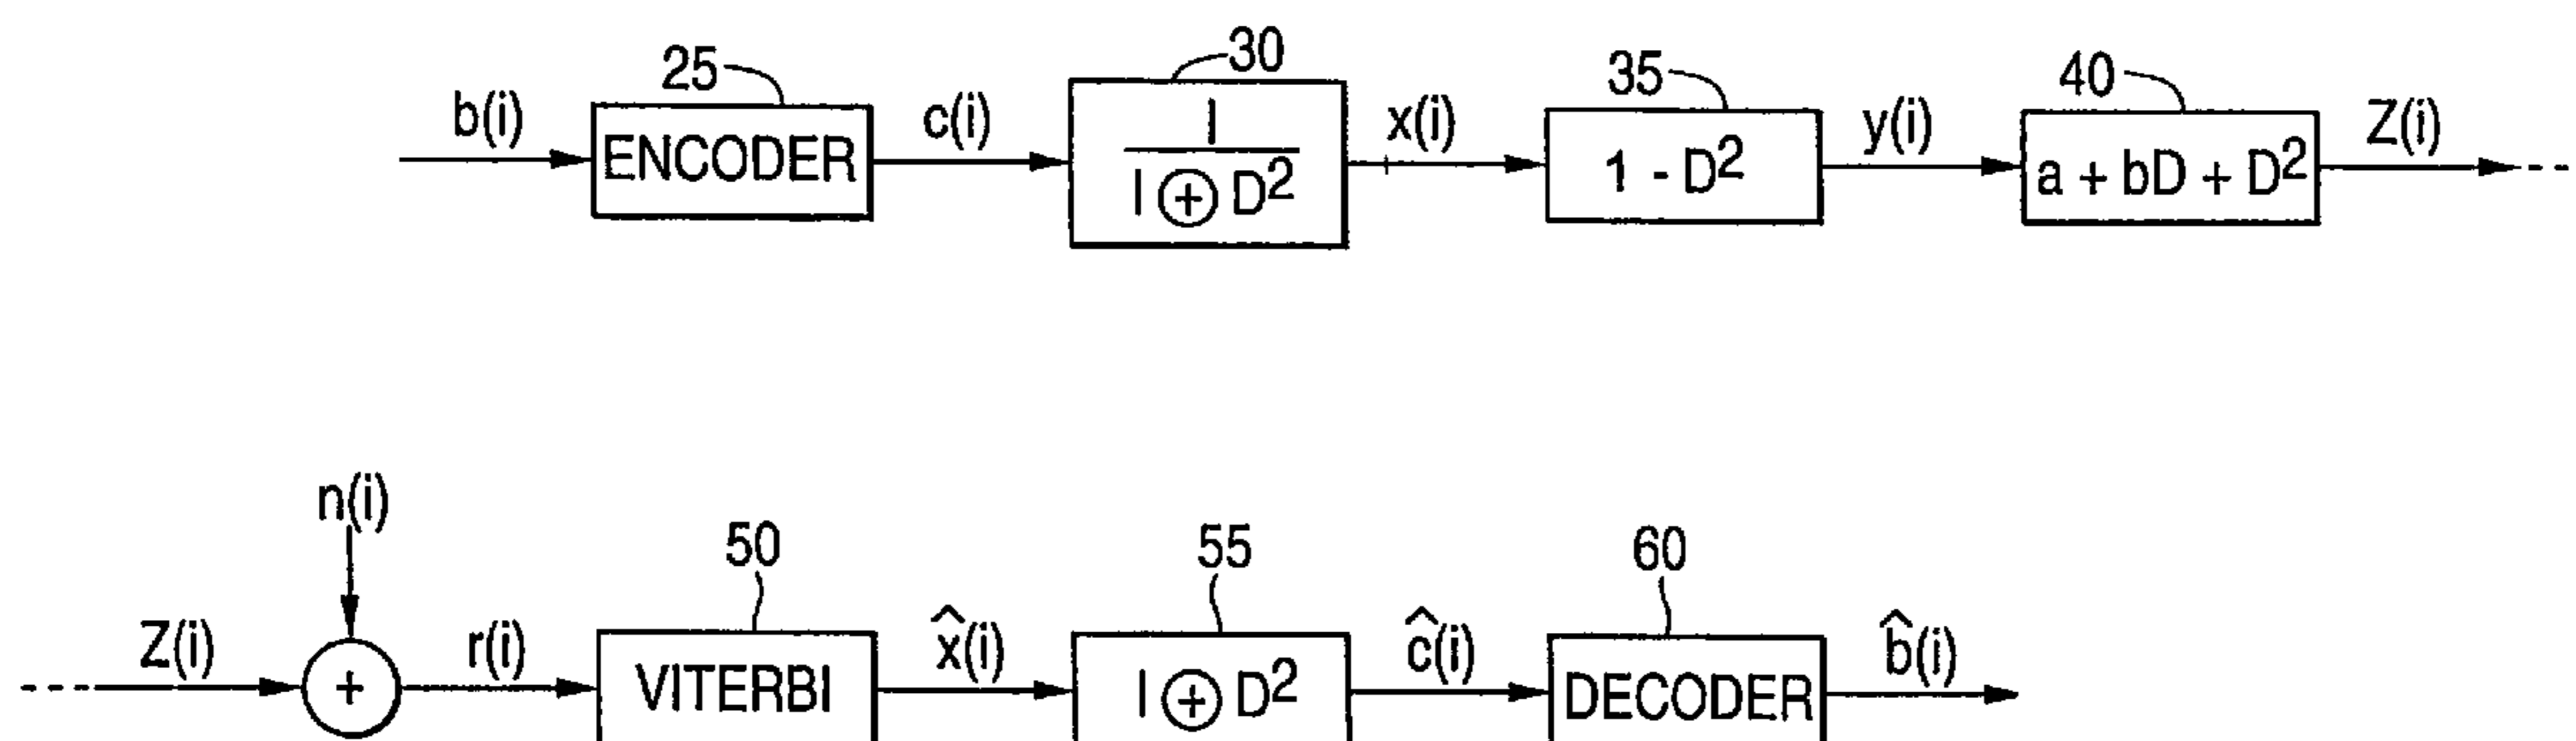 25 30 35 40
b(i) ENCODER c(i) 1 / 1 ⊕ D² x(i) 1 - D² y(i) a + bD + D² Z(i)
n(i) 50 55 60
Z(i) + r(i) VITERBI x̂(i) 1 ⊕ D² ĉ(i) DECODER b̂(i)